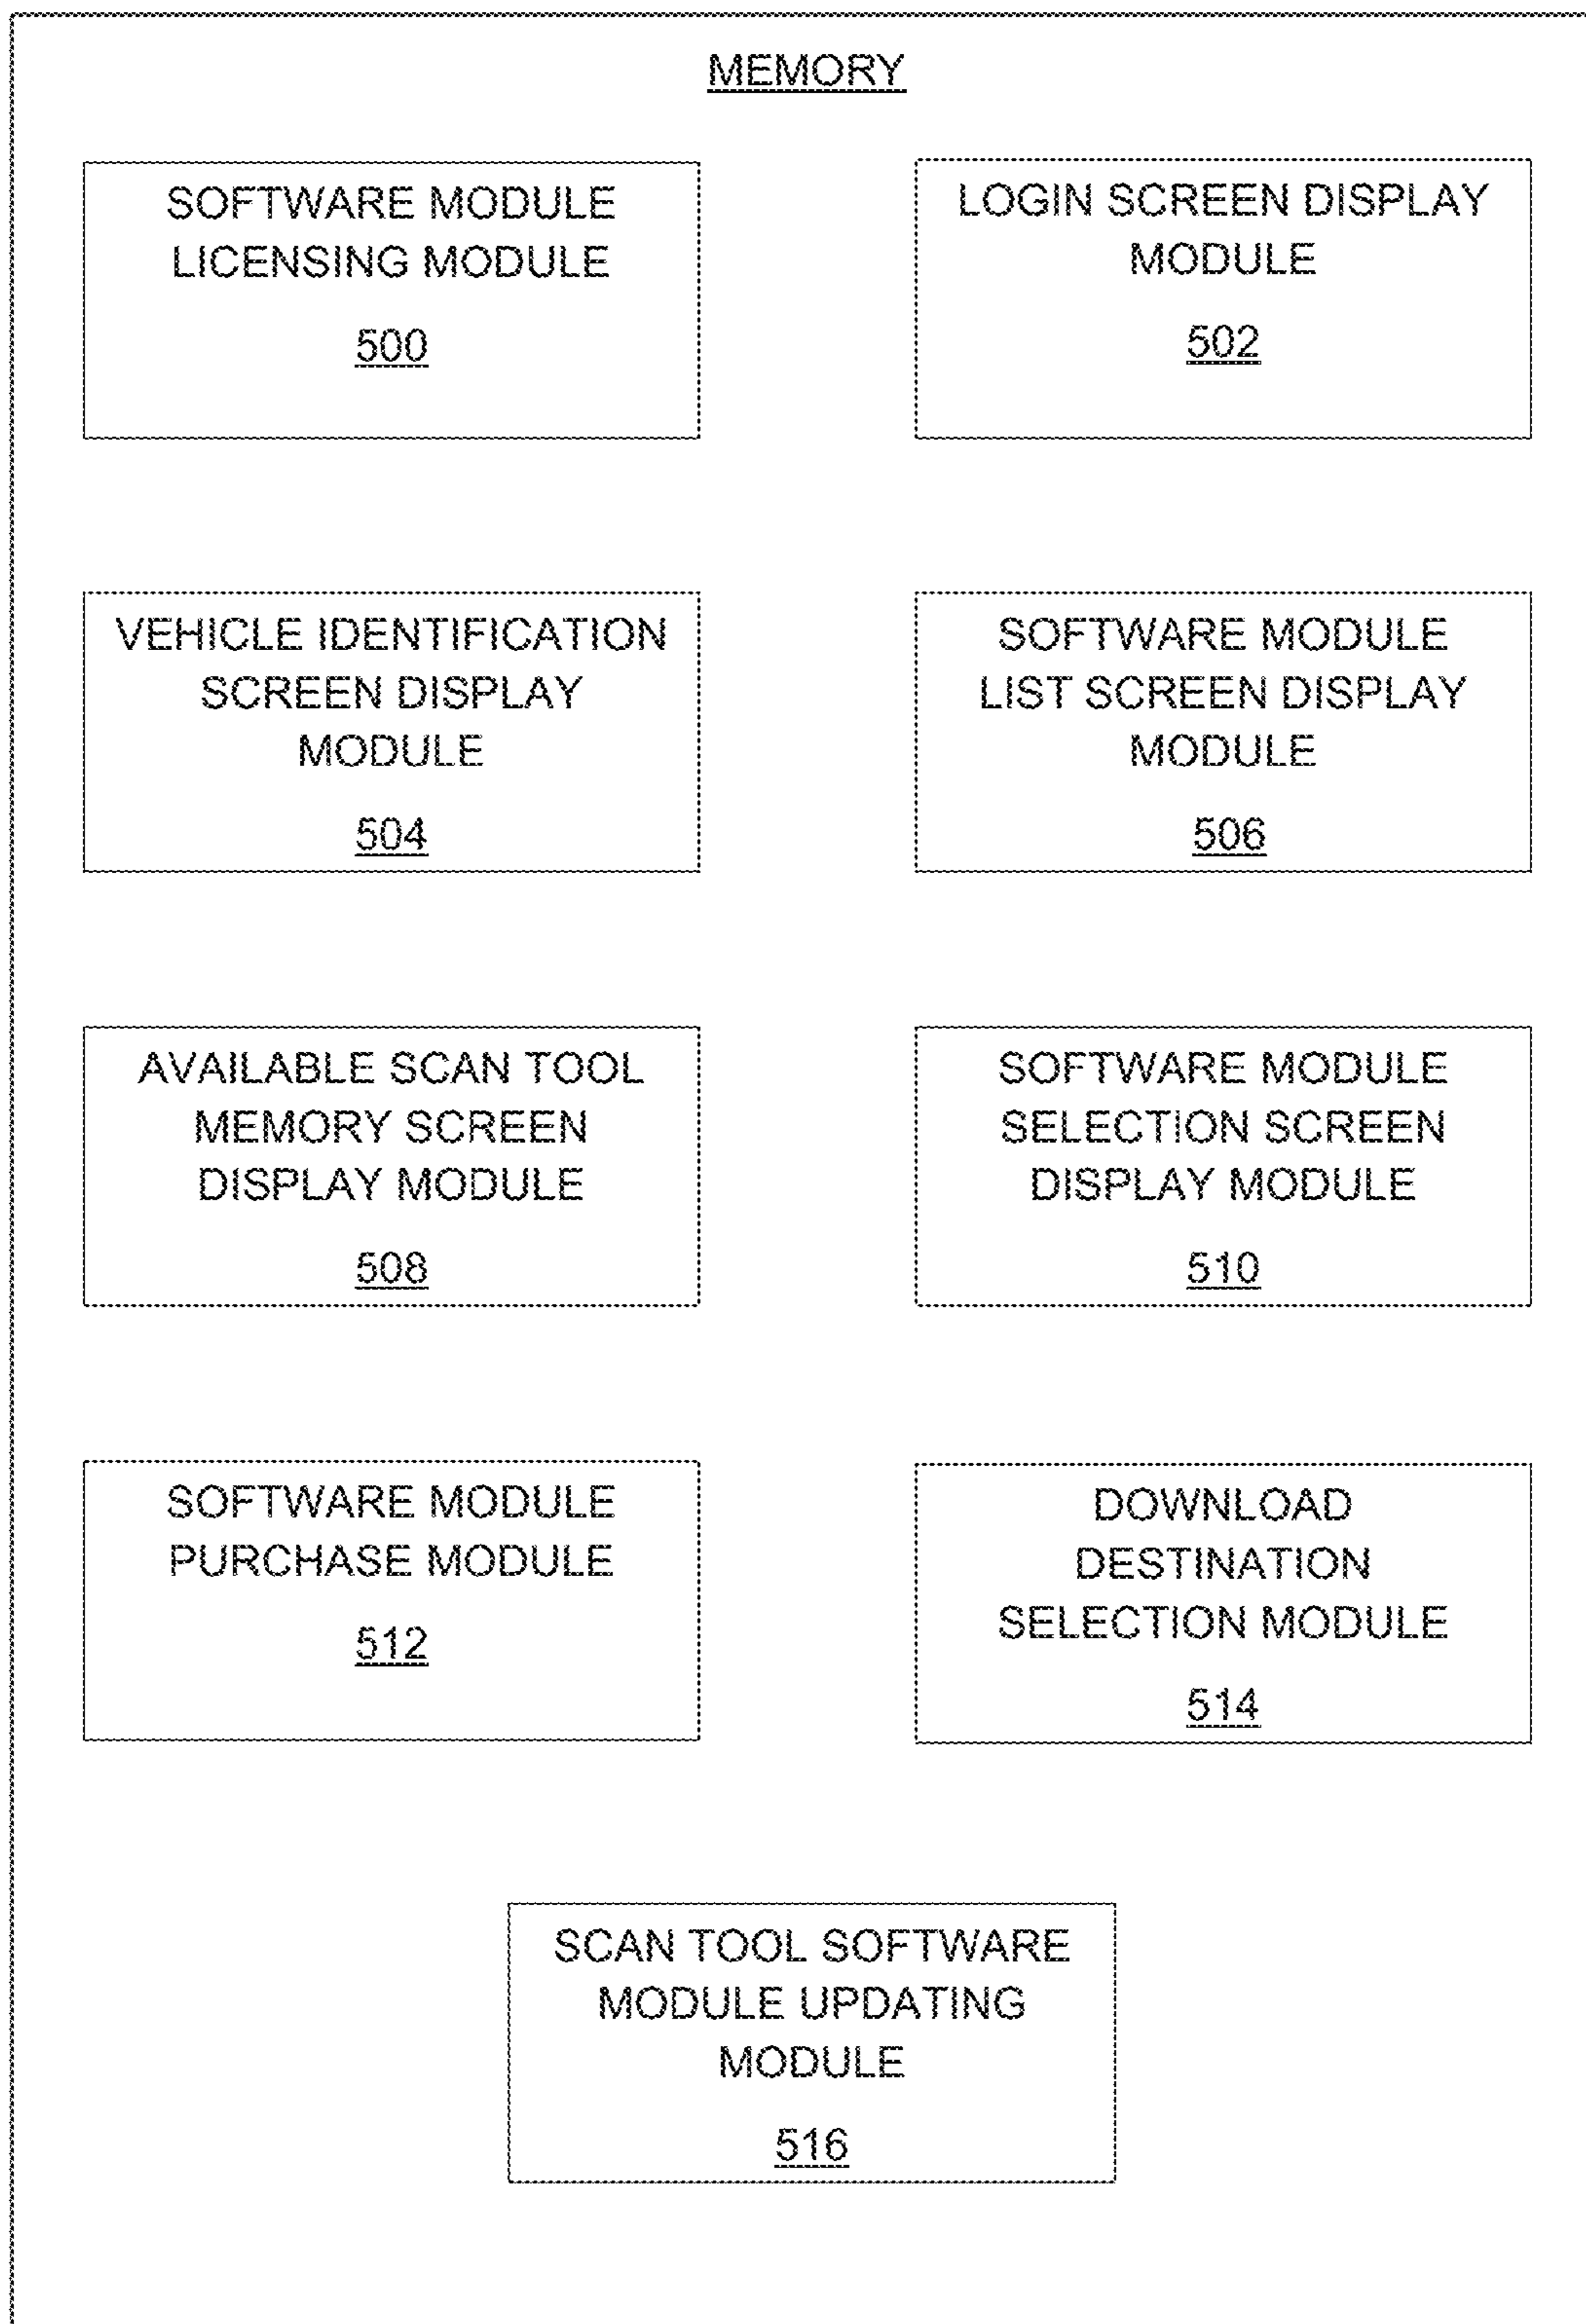 MEMORY
SOFTWARE MODULE
LICENSING MODULE
500
LOGIN SCREEN DISPLAY
MODULE
502
VEHICLE IDENTIFICATION
SCREEN DISPLAY
MODULE
504
SOFTWARE MODULE
LIST SCREEN DISPLAY
MODULE
506
AVAILABLE SCAN TOOL
MEMORY SCREEN
DISPLAY MODULE
508
SOFTWARE MODULE
SELECTION SCREEN
DISPLAY MODULE
510
SOFTWARE MODULE
PURCHASE MODULE
512
DOWNLOAD
DESTINATION
SELECTION MODULE
514
SCAN TOOL SOFTWARE
MODULE UPDATING
MODULE
516